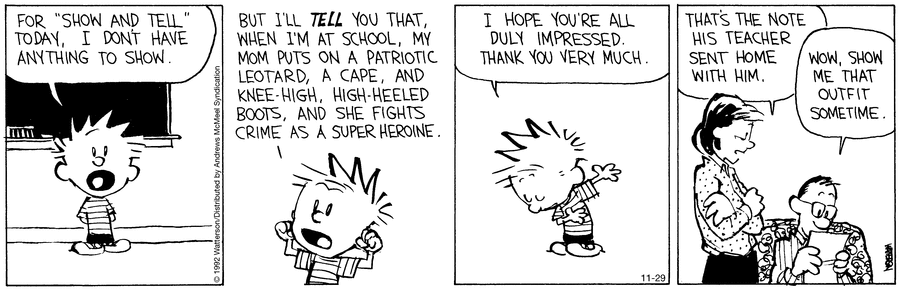 FOR "SHOW AND TELL"
TODAY, I DON'T HAVE
ANYTHING TO SHOW.
© 1992 Watterson/Distributed by Andrews McMeel Syndication
BUT I'LL TELL YOU THAT,
WHEN I'M AT SCHOOL, MY
MOM PUTS ON A PATRIOTIC
LEOTARD, A CAPE, AND
KNEE-HIGH, HIGH-HEELED
BOOTS, AND SHE FIGHTS
CRIME AS A SUPER HEROINE.
I HOPE YOU'RE ALL
DULY IMPRESSED.
THANK YOU VERY MUCH.
11-29
THAT'S THE NOTE
HIS TEACHER
SENT HOME
WITH HIM.
WOW, SHOW
ME THAT
OUTFIT
SOMETIME.
WATTERSON